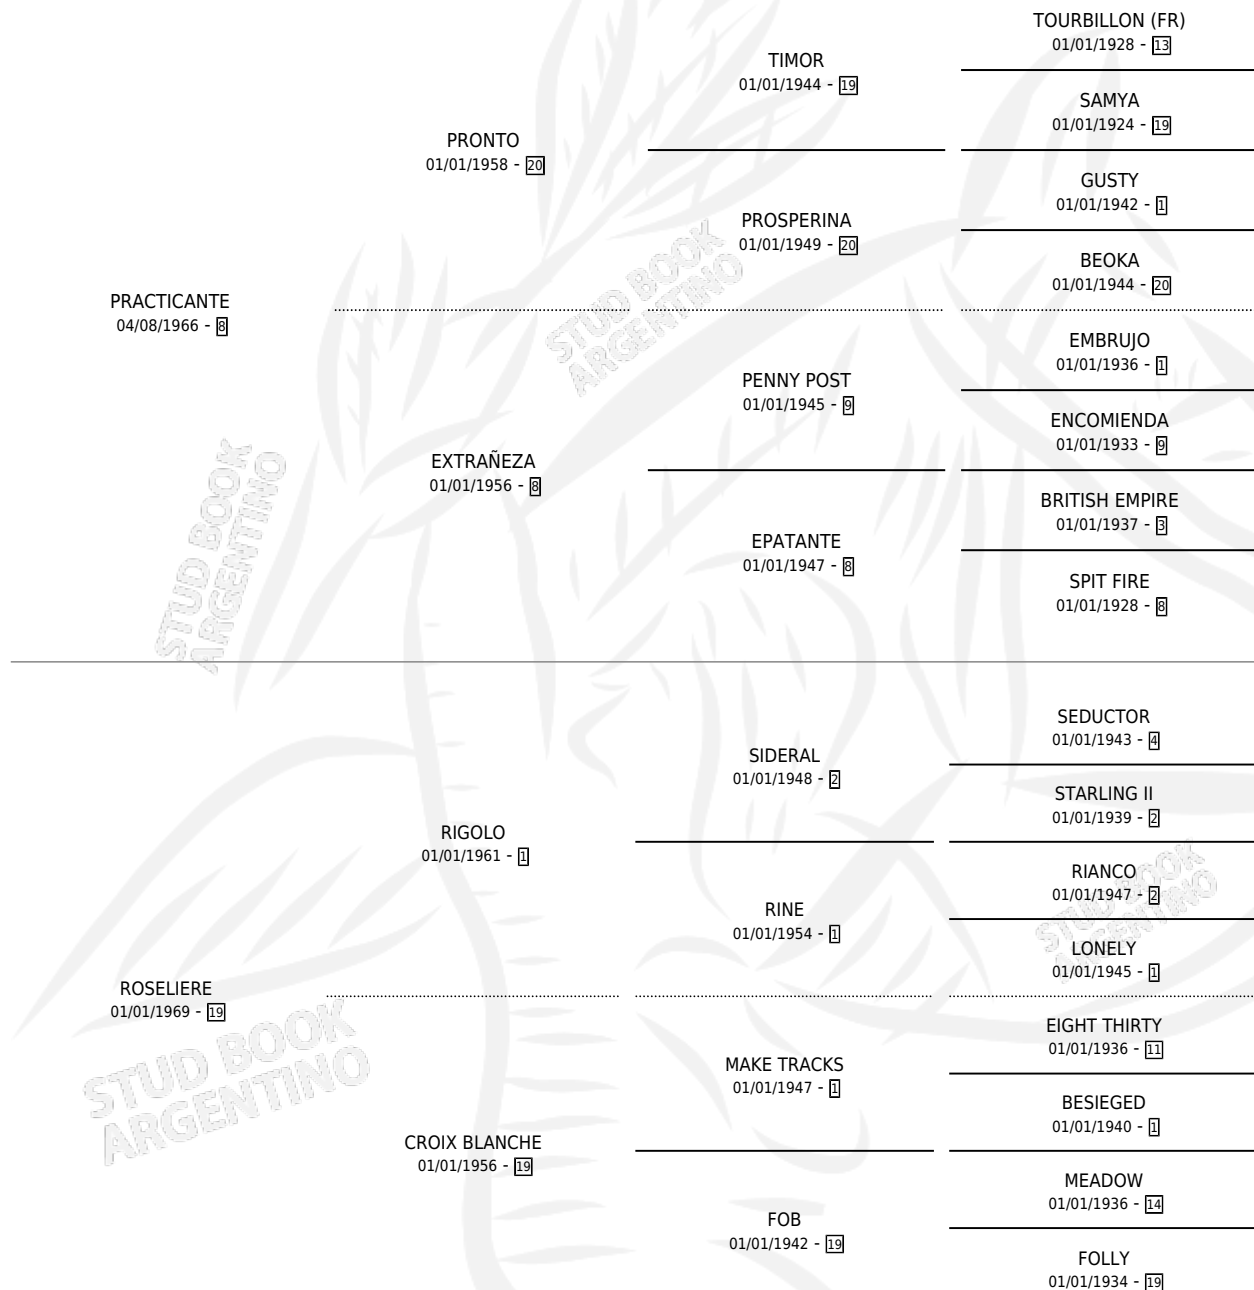 TOURBILLON (FR)
01/01/1928 - 13
TIMOR
01/01/1944 - 19
SAMYA
01/01/1924 - 19
PRONTO
01/01/1958 - 20
GUSTY
01/01/1942 - 1
PROSPERINA
01/01/1949 - 20
BEOKA
01/01/1944 - 20
PRACTICANTE
04/08/1966 - 8
EMBRUJO
01/01/1936 - 1
PENNY POST
01/01/1945 - 9
ENCOMIENDA
01/01/1933 - 9
EXTRAÑEZA
01/01/1956 - 8
BRITISH EMPIRE
01/01/1937 - 3
EPATANTE
01/01/1947 - 8
SPIT FIRE
01/01/1928 - 8
SEDUCTOR
01/01/1943 - 4
SIDERAL
01/01/1948 - 2
STARLING II
01/01/1939 - 2
RIGOLO
01/01/1961 - 1
RIANCO
01/01/1947 - 2
RINE
01/01/1954 - 1
LONELY
01/01/1945 - 1
ROSELIERE
01/01/1969 - 19
EIGHT THIRTY
01/01/1936 - 11
MAKE TRACKS
01/01/1947 - 1
BESIEGED
01/01/1940 - 1
CROIX BLANCHE
01/01/1956 - 19
MEADOW
01/01/1936 - 14
FOB
01/01/1942 - 19
FOLLY
01/01/1934 - 19
STUD BOOK
ARGENTINO
STUD BOOK
ARGENTINO
STUD BOOK
ARGENTINO
STUD BOOK
ARGENTINO